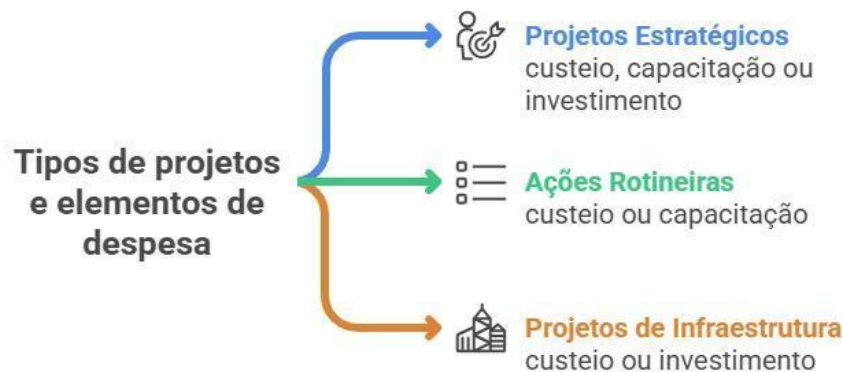 Tipos de projetos
e elementos de
despesa
Projetos Estratégicos
custeio, capacitação ou
investimento
Ações Rotineiras
custeio ou capacitação
Projetos de Infraestrutura
custeio ou investimento